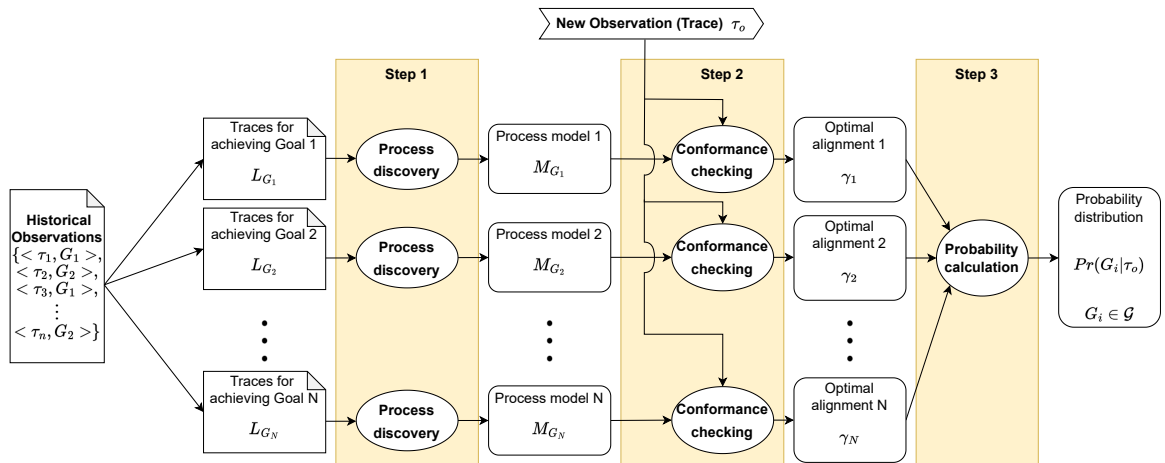 New Observation (Trace) τ_o
Step 1
Step 2
Step 3
Historical
Observations
{< τ_1, G_1 >,
< τ_2, G_2 >,
< τ_3, G_1 >,
⋮
< τ_n, G_2 >}
Traces for
achieving Goal 1
L_{G_1}
Process
discovery
Process model 1
M_{G_1}
Conformance
checking
Optimal
alignment 1
γ_1
Traces for
achieving Goal 2
L_{G_2}
Process
discovery
Process model 2
M_{G_2}
Conformance
checking
Optimal
alignment 2
γ_2
Traces for
achieving Goal N
L_{G_N}
Process
discovery
Process model N
M_{G_N}
Conformance
checking
Optimal
alignment N
γ_N
Probability
calculation
Probability
distribution
Pr(G_i|τ_o)
G_i ∈ 𝒢